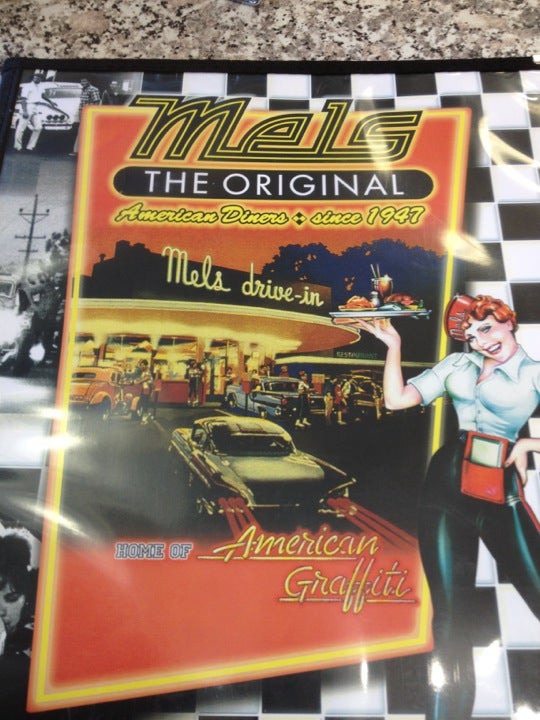 Mels
THE ORIGINAL
American Diners since 1947
Mels drive-in
RESTAURANT
HOME OF American
Graffiti